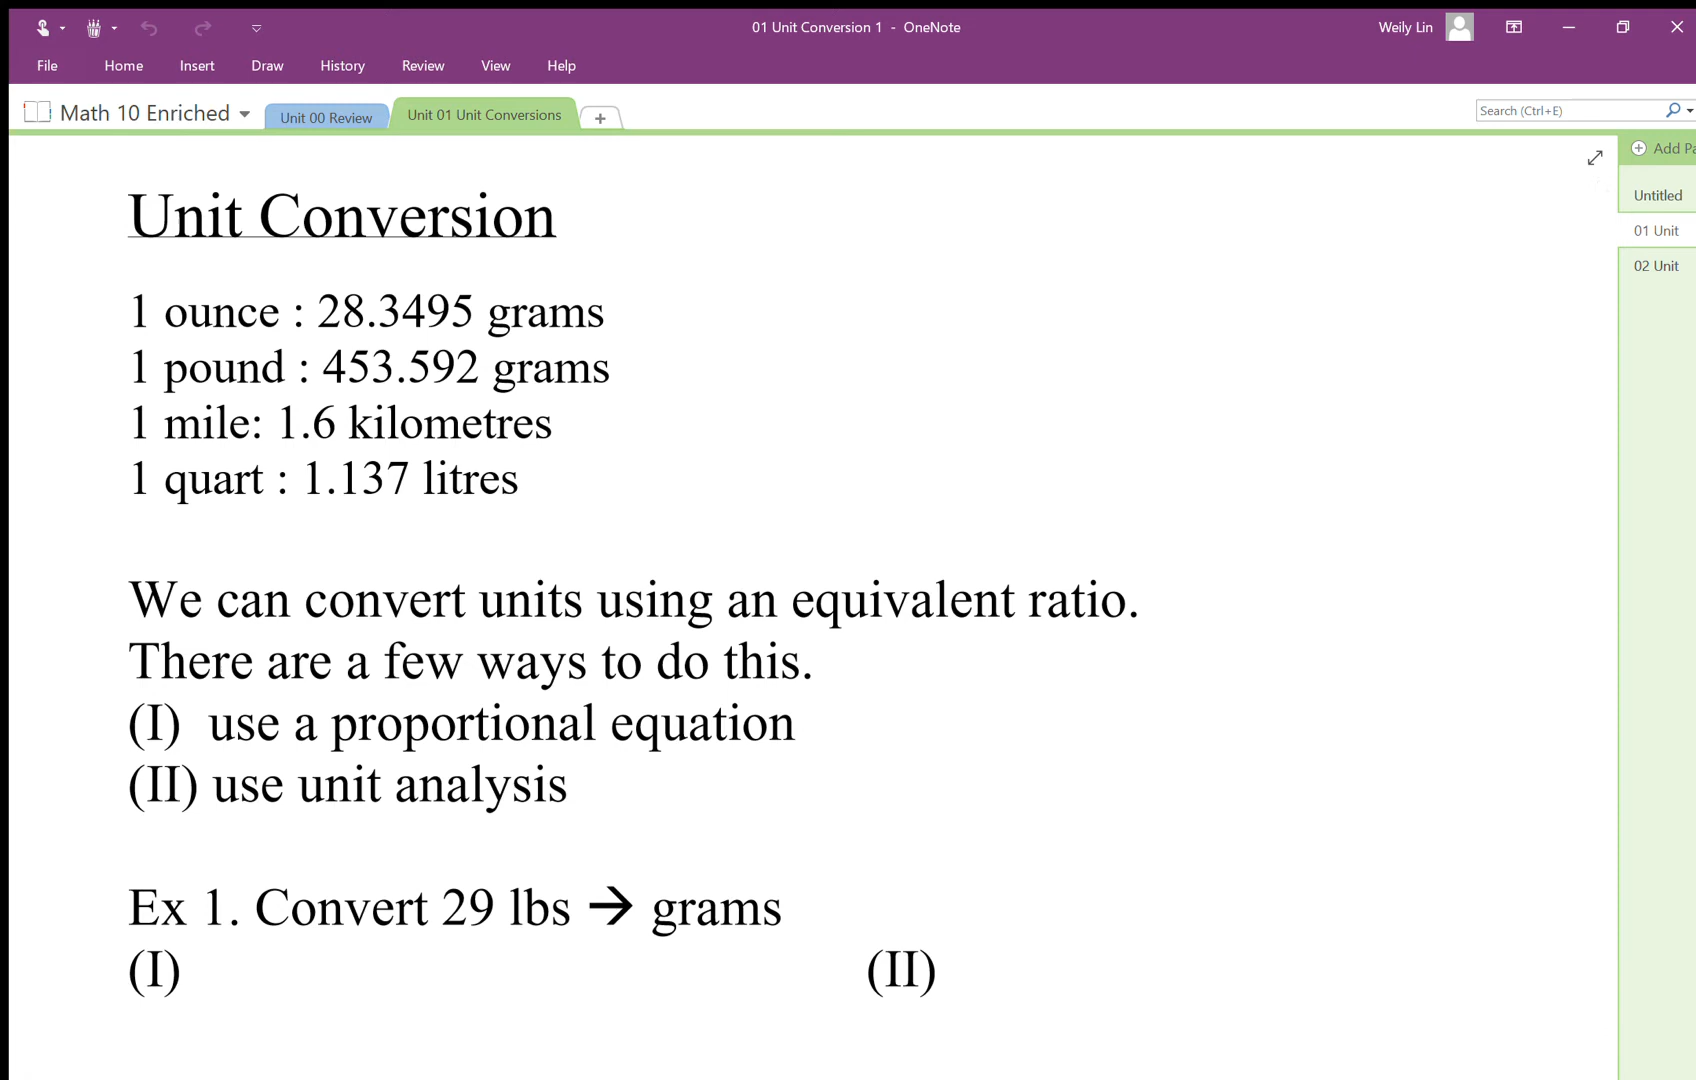 01 Unit Conversion 1 - OneNote
Weily Lin
File Home Insert Draw History Review View Help
Math 10 Enriched
Unit 00 Review
Unit 01 Unit Conversions
+
Search (Ctrl+E)
Add Pa
Untitled
01 Unit
02 Unit
Unit Conversion
1 ounce : 28.3495 grams
1 pound : 453.592 grams
1 mile: 1.6 kilometres
1 quart : 1.137 litres
We can convert units using an equivalent ratio.
There are a few ways to do this.
(I) use a proportional equation
(II) use unit analysis
Ex 1. Convert 29 lbs → grams
(I) (II)